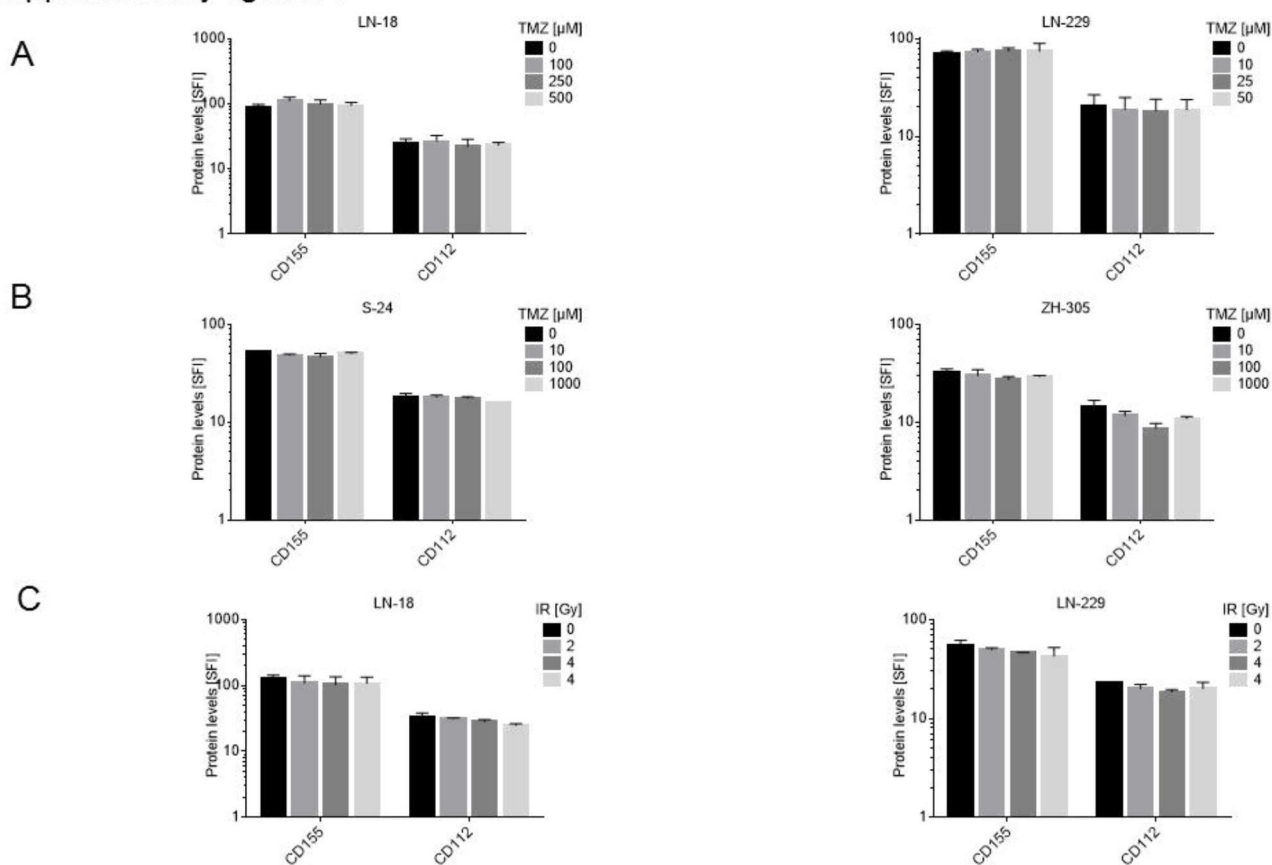 A
LN-18
Protein levels [SFI]
1000
100
10
1
CD155
CD112
TMZ [µM]
0
100
250
500
LN-229
Protein levels [SFI]
100
10
1
CD155
CD112
TMZ [µM]
0
10
25
50
B
S-24
Protein levels [SFI]
100
10
1
CD155
CD112
TMZ [µM]
0
10
100
1000
ZH-305
Protein levels [SFI]
100
10
1
CD155
CD112
TMZ [µM]
0
10
100
1000
C
LN-18
Protein levels [SFI]
1000
100
10
1
CD155
CD112
IR [Gy]
0
2
4
4
LN-229
Protein levels [SFI]
100
10
1
CD155
CD112
IR [Gy]
0
2
4
4